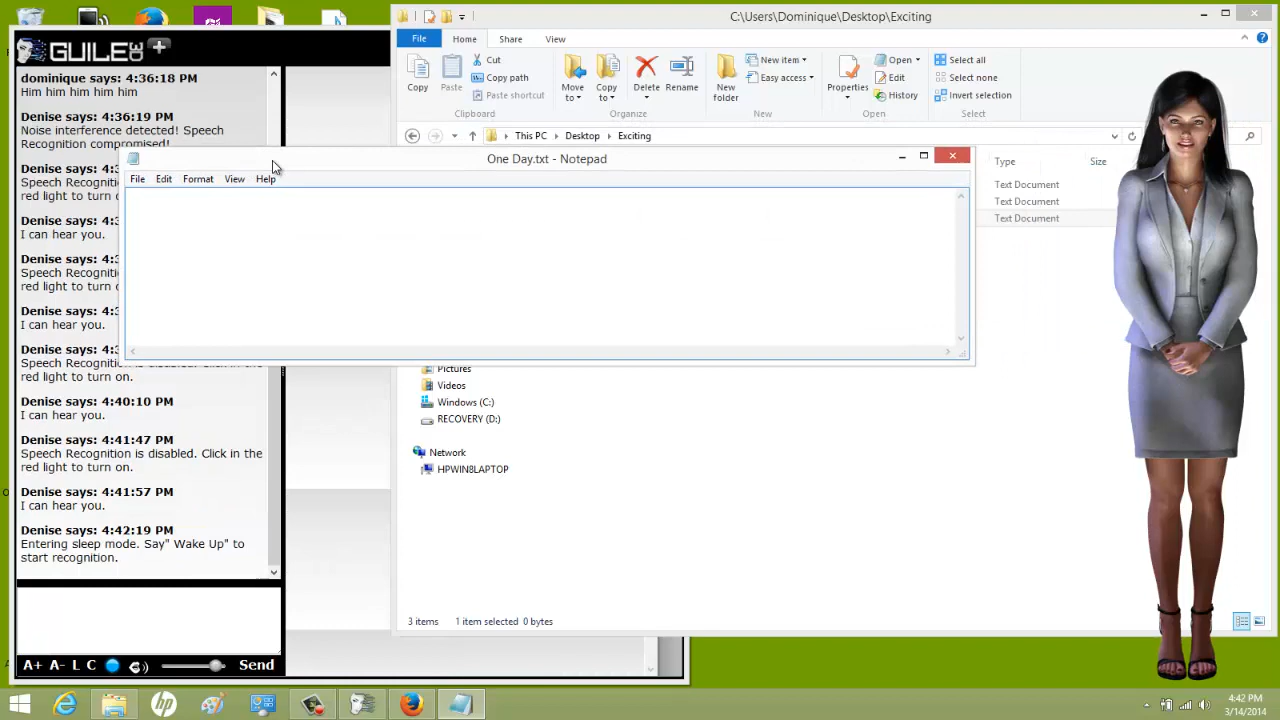 C:\Users\Dominique\Desktop\Exciting
GUILE 3D
File Home Share View
Copy
Paste
Cut
Copy path
Paste shortcut
Clipboard
Move to
Copy to
Delete
Rename
Organize
New folder
New item
Easy access
New
Properties
Open
Edit
History
Open
Select all
Select none
Invert selection
Select
This PC
Desktop
Exciting
Type
Size
Text Document
Text Document
Text Document
One Day.txt - Notepad
File Edit Format View Help
dominique says: 4:36:18 PM
Him him him him him
Denise says: 4:36:19 PM
Noise interference detected! Speech
Recognition compromised!
Denise says: 4:3
Speech Recogniti
red light to turn o
Denise says: 4:3
I can hear you.
Denise says: 4:3
Speech Recogniti
red light to turn o
Denise says: 4:3
I can hear you.
Denise says: 4:3
Speech Recognition is disabled. Click in the
red light to turn on.
Denise says: 4:40:10 PM
I can hear you.
Denise says: 4:41:47 PM
Speech Recognition is disabled. Click in the
red light to turn on.
Denise says: 4:41:57 PM
I can hear you.
Denise says: 4:42:19 PM
Entering sleep mode. Say" Wake Up" to
start recognition.
A+ A- L C
Send
Pictures
Videos
Windows (C:)
RECOVERY (D:)
Network
HPWIN8LAPTOP
3 items 1 item selected 0 bytes
4:42 PM
3/14/2014